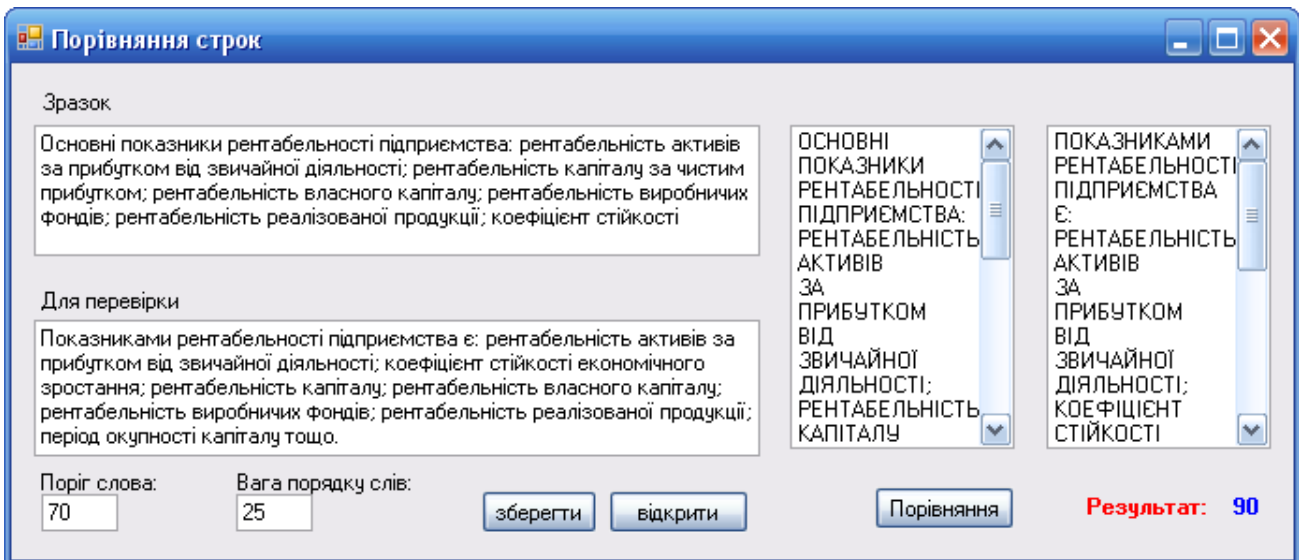 Порівняння строк
Зразок
Основні показники рентабельності підприємства: рентабельність активів
за прибутком від звичайної діяльності; рентабельність капіталу за чистим
прибутком; рентабельність власного капіталу; рентабельність виробничих
фондів; рентабельність реалізованої продукції; коефіцієнт стійкості
Для перевірки
Показниками рентабельності підприємства є: рентабельність активів за
прибутком від звичайної діяльності; коефіцієнт стійкості економічного
зростання; рентабельність капіталу; рентабельність власного капіталу;
рентабельність виробничих фондів; рентабельність реалізованої продукції;
період окупності капіталу тощо.
ОСНОВНІ
ПОКАЗНИКИ
РЕНТАБЕЛЬНОСТІ
ПІДПРИЄМСТВА:
РЕНТАБЕЛЬНІСТЬ
АКТИВІВ
ЗА
ПРИБУТКОМ
ВІД
ЗВИЧАЙНОЇ
ДІЯЛЬНОСТІ;
РЕНТАБЕЛЬНІСТЬ
КАПІТАЛУ
ПОКАЗНИКАМИ
РЕНТАБЕЛЬНОСТІ
ПІДПРИЄМСТВА
Є:
РЕНТАБЕЛЬНІСТЬ
АКТИВІВ
ЗА
ПРИБУТКОМ
ВІД
ЗВИЧАЙНОЇ
ДІЯЛЬНОСТІ;
КОЕФІЦІЄНТ
СТІЙКОСТІ
Поріг слова:
70
Вага порядку слів:
25
зберегти
відкрити
Порівняння
Результат: 90